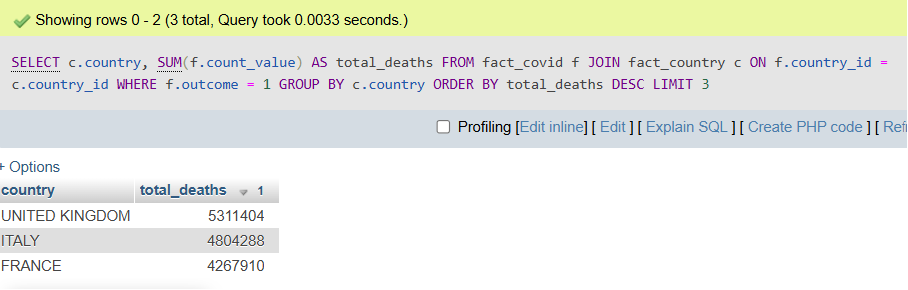 Showing rows 0 - 2 (3 total, Query took 0.0033 seconds.)
SELECT c.country, SUM(f.count_value) AS total_deaths FROM fact_covid f JOIN fact_country c ON f.country_id =
c.country_id WHERE f.outcome = 1 GROUP BY c.country ORDER BY total_deaths DESC LIMIT 3
Profiling [Edit inline] [ Edit ] [ Explain SQL ] [ Create PHP code ] [ Ref
+ Options
country total_deaths 1
UNITED KINGDOM 5311404
ITALY 4804288
FRANCE 4267910